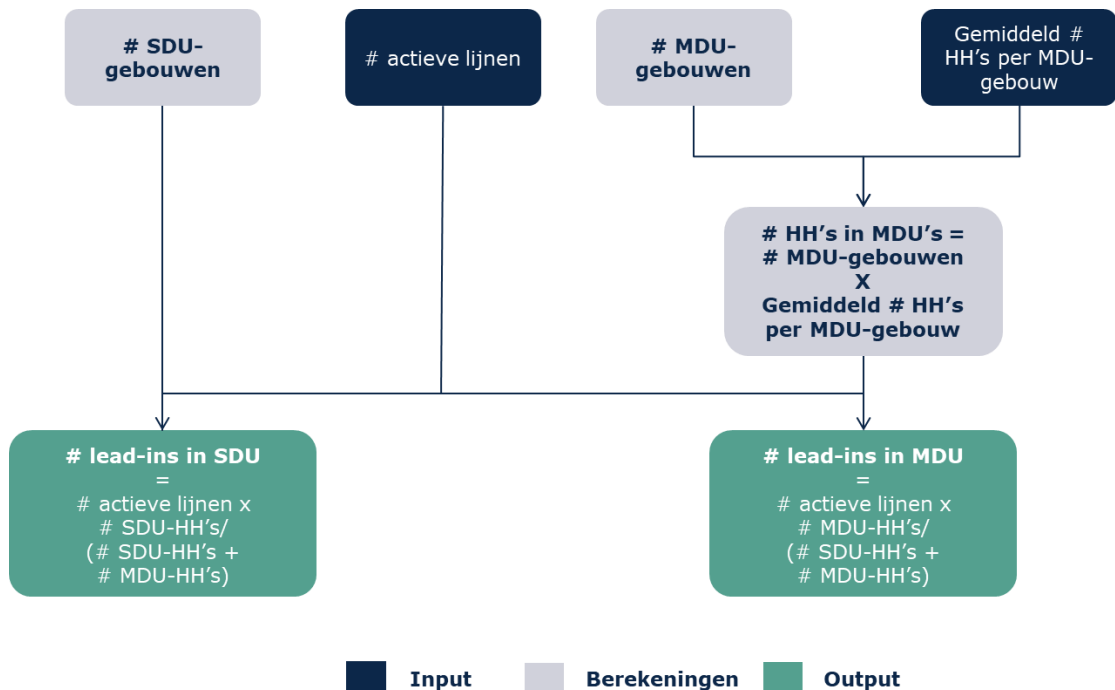 # SDU-
gebouwen
# actieve lijnen
# MDU-
gebouwen
Gemiddeld #
HH's per MDU-
gebouw
# HH's in MDU's =
# MDU-gebouwen
X
Gemiddeld # HH's
per MDU-gebouw
# lead-ins in SDU
=
# actieve lijnen x
# SDU-HH's/
(# SDU-HH's +
# MDU-HH's)
# lead-ins in MDU
=
# actieve lijnen x
# MDU-HH's/
(# SDU-HH's +
# MDU-HH's)
Input
Berekeningen
Output